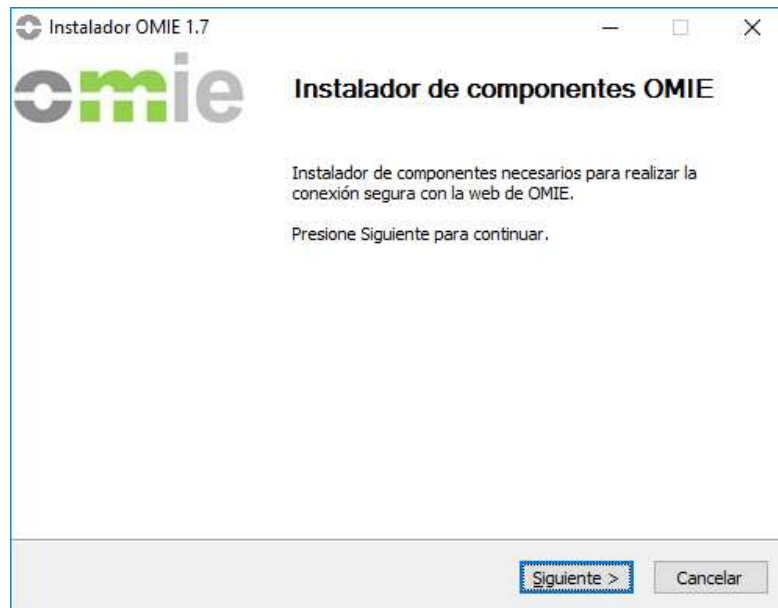 Instalador OMIE 1.7
omie
Instalador de componentes OMIE
Instalador de componentes necesarios para realizar la
conexión segura con la web de OMIE.
Presione Siguiente para continuar.
Siguiente >
Cancelar